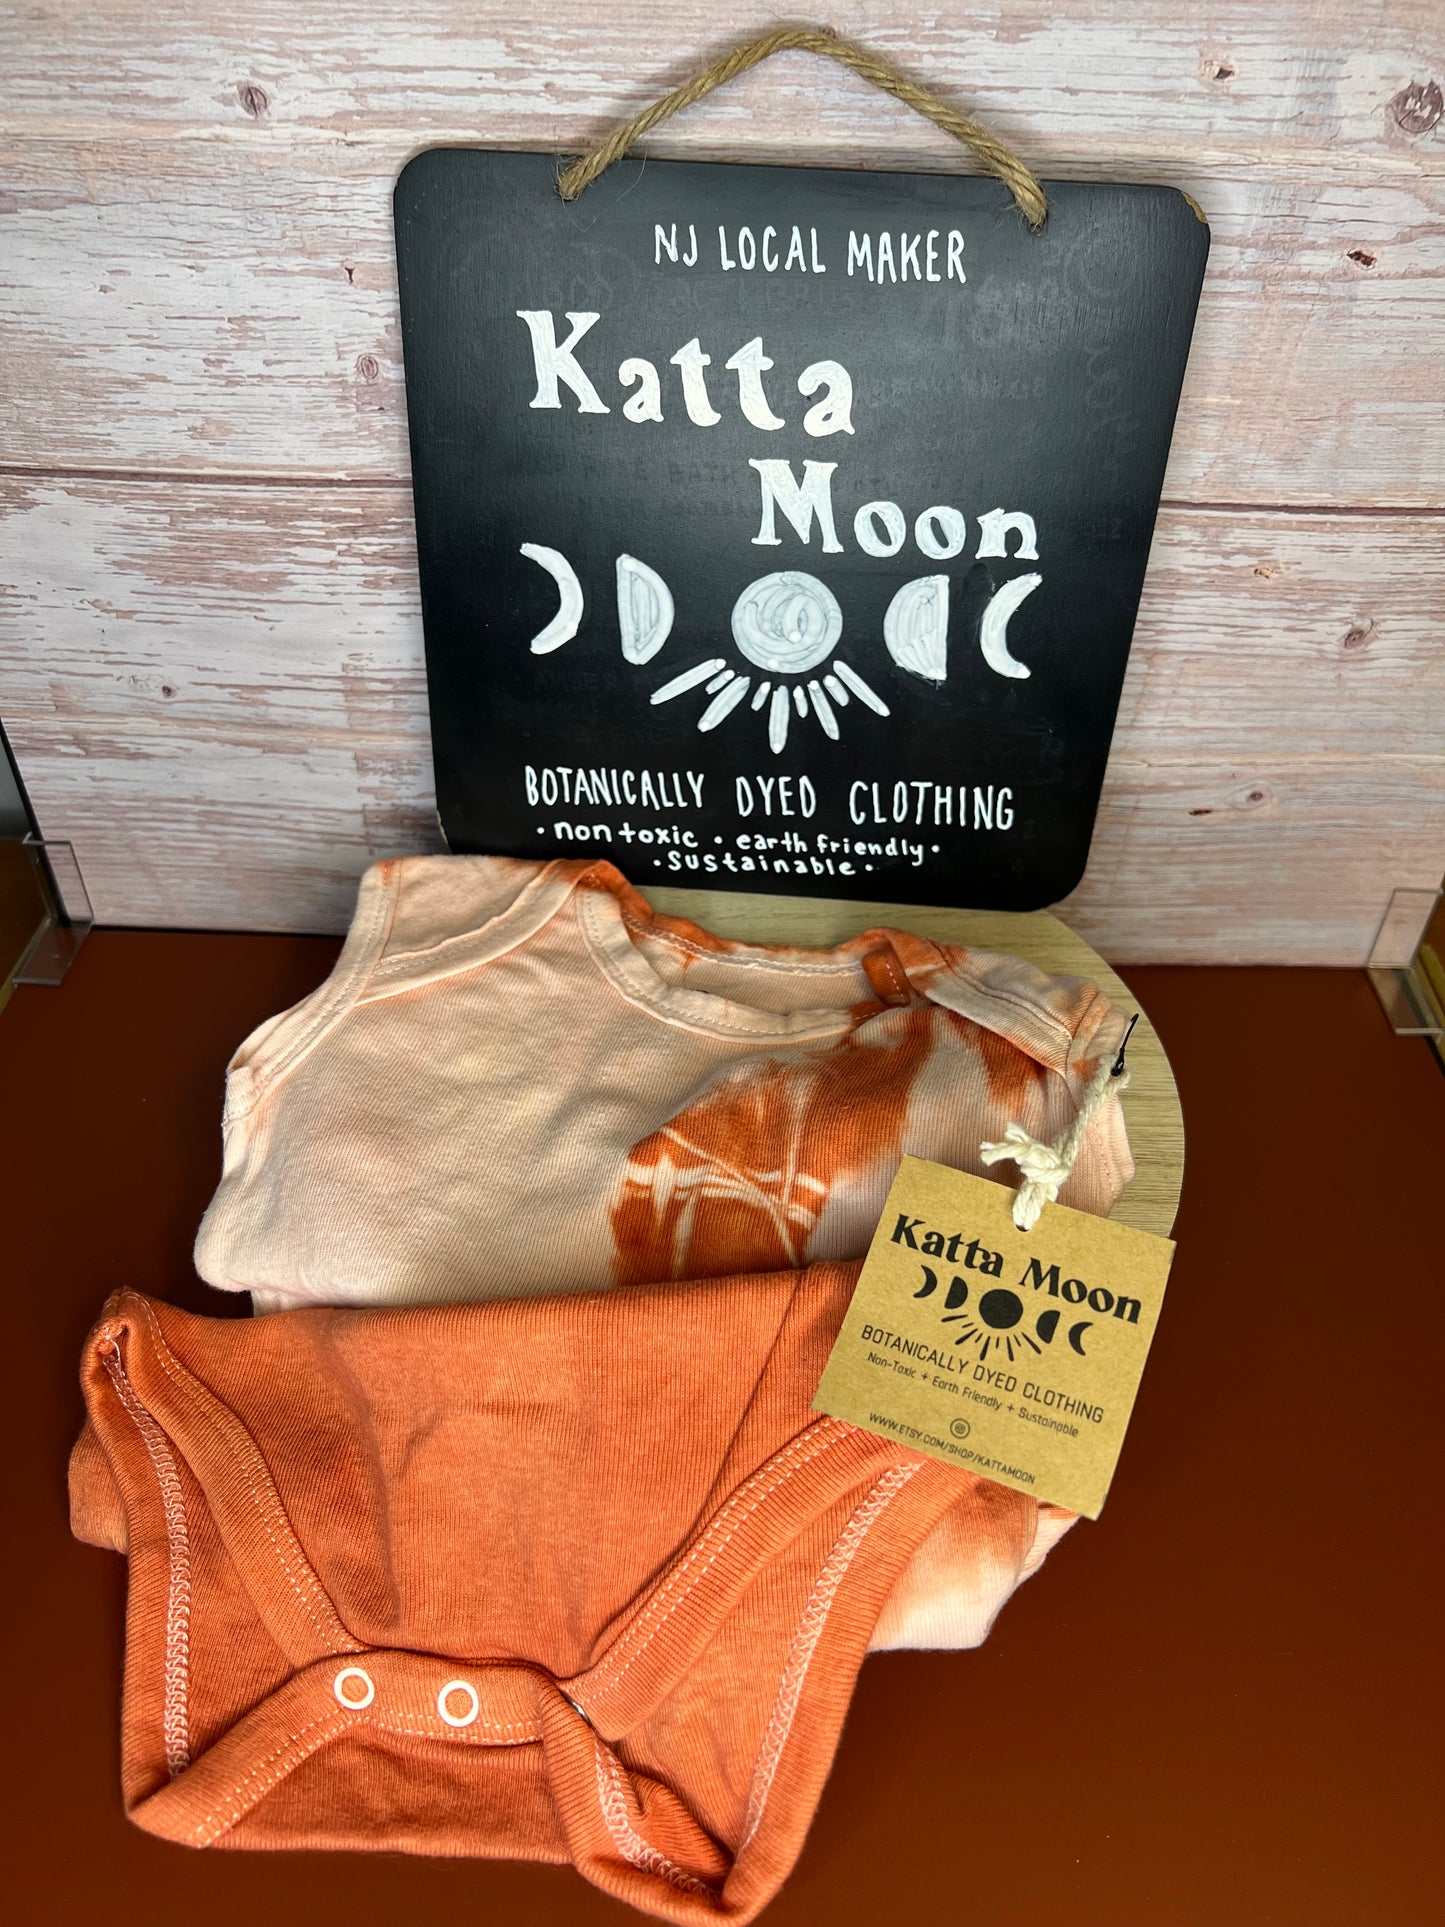 NJ LOCAL MAKER
Katta
Moon
BOTANICALLY DYED CLOTHING
• non toxic • earth friendly •
• sustainable •
Katta Moon
BOTANICALLY DYED CLOTHING
Non-Toxic + Earth Friendly + Sustainable
WWW.ETSY.COM/SHOP/KATTAMOON